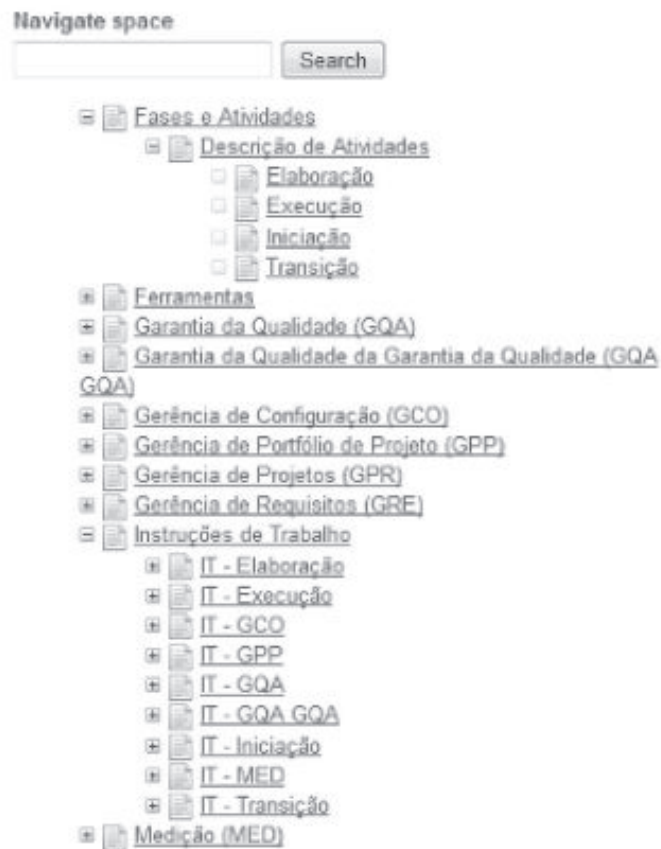 Navigate space
Search
Fases e Atividades
Descrição de Atividades
Elaboração
Execução
Iniciação
Transição
Ferramentas
Garantia da Qualidade (GQA)
Garantia da Qualidade da Garantia da Qualidade (GQA
GQA)
Gerência de Configuração (GCO)
Gerência de Portfólio de Projeto (GPP)
Gerência de Projetos (GPR)
Gerência de Requisitos (GRE)
Instruções de Trabalho
IT - Elaboração
IT - Execução
IT - GCO
IT - GPP
IT - GQA
IT - GQA GQA
IT - Iniciação
IT - MED
IT - Transição
Medição (MED)